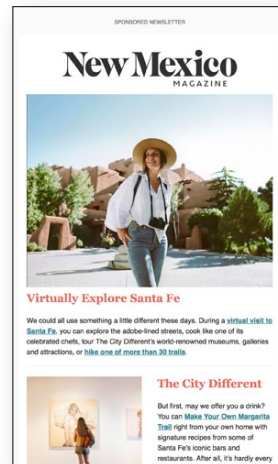 SPONSORED NEWSLETTER
New Mexico
MAGAZINE
Virtually Explore Santa Fe
We could all use something a little different these days. During a virtual visit to
Santa Fe, you can explore the adobe-lined streets, cook like one of its
celebrated chefs, tour The City Different's world-renowned museums, galleries
and attractions, or hike one of more than 30 trails.
The City Different
But first, may we offer you a drink?
You can Make Your Own Margarita
Trail right from your own home with
signature recipes from some of
Santa Fe's iconic bars and
restaurants. After all, it's hardly every